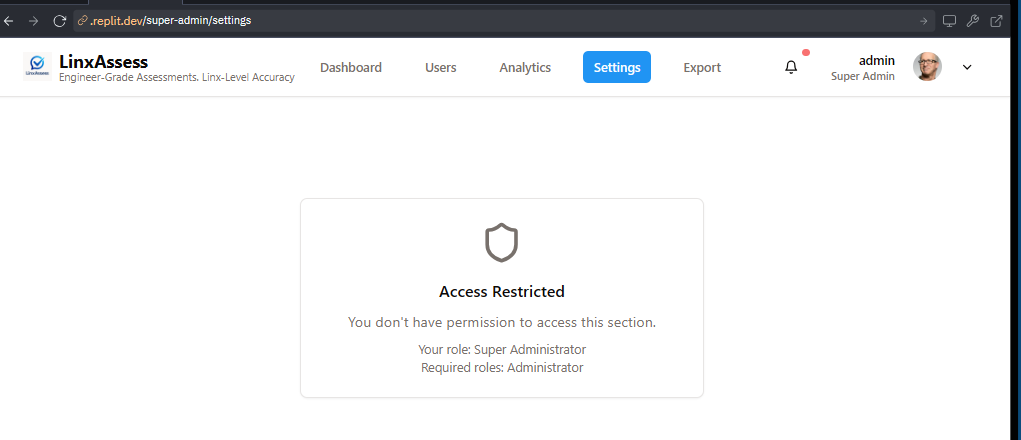 .replit.dev/super-admin/settings
LinxAssess
Engineer-Grade Assessments. Linx-Level Accuracy
LinxAssess
Dashboard
Users
Analytics
Settings
Export
admin
Super Admin
Access Restricted
You don't have permission to access this section.
Your role: Super Administrator
Required roles: Administrator